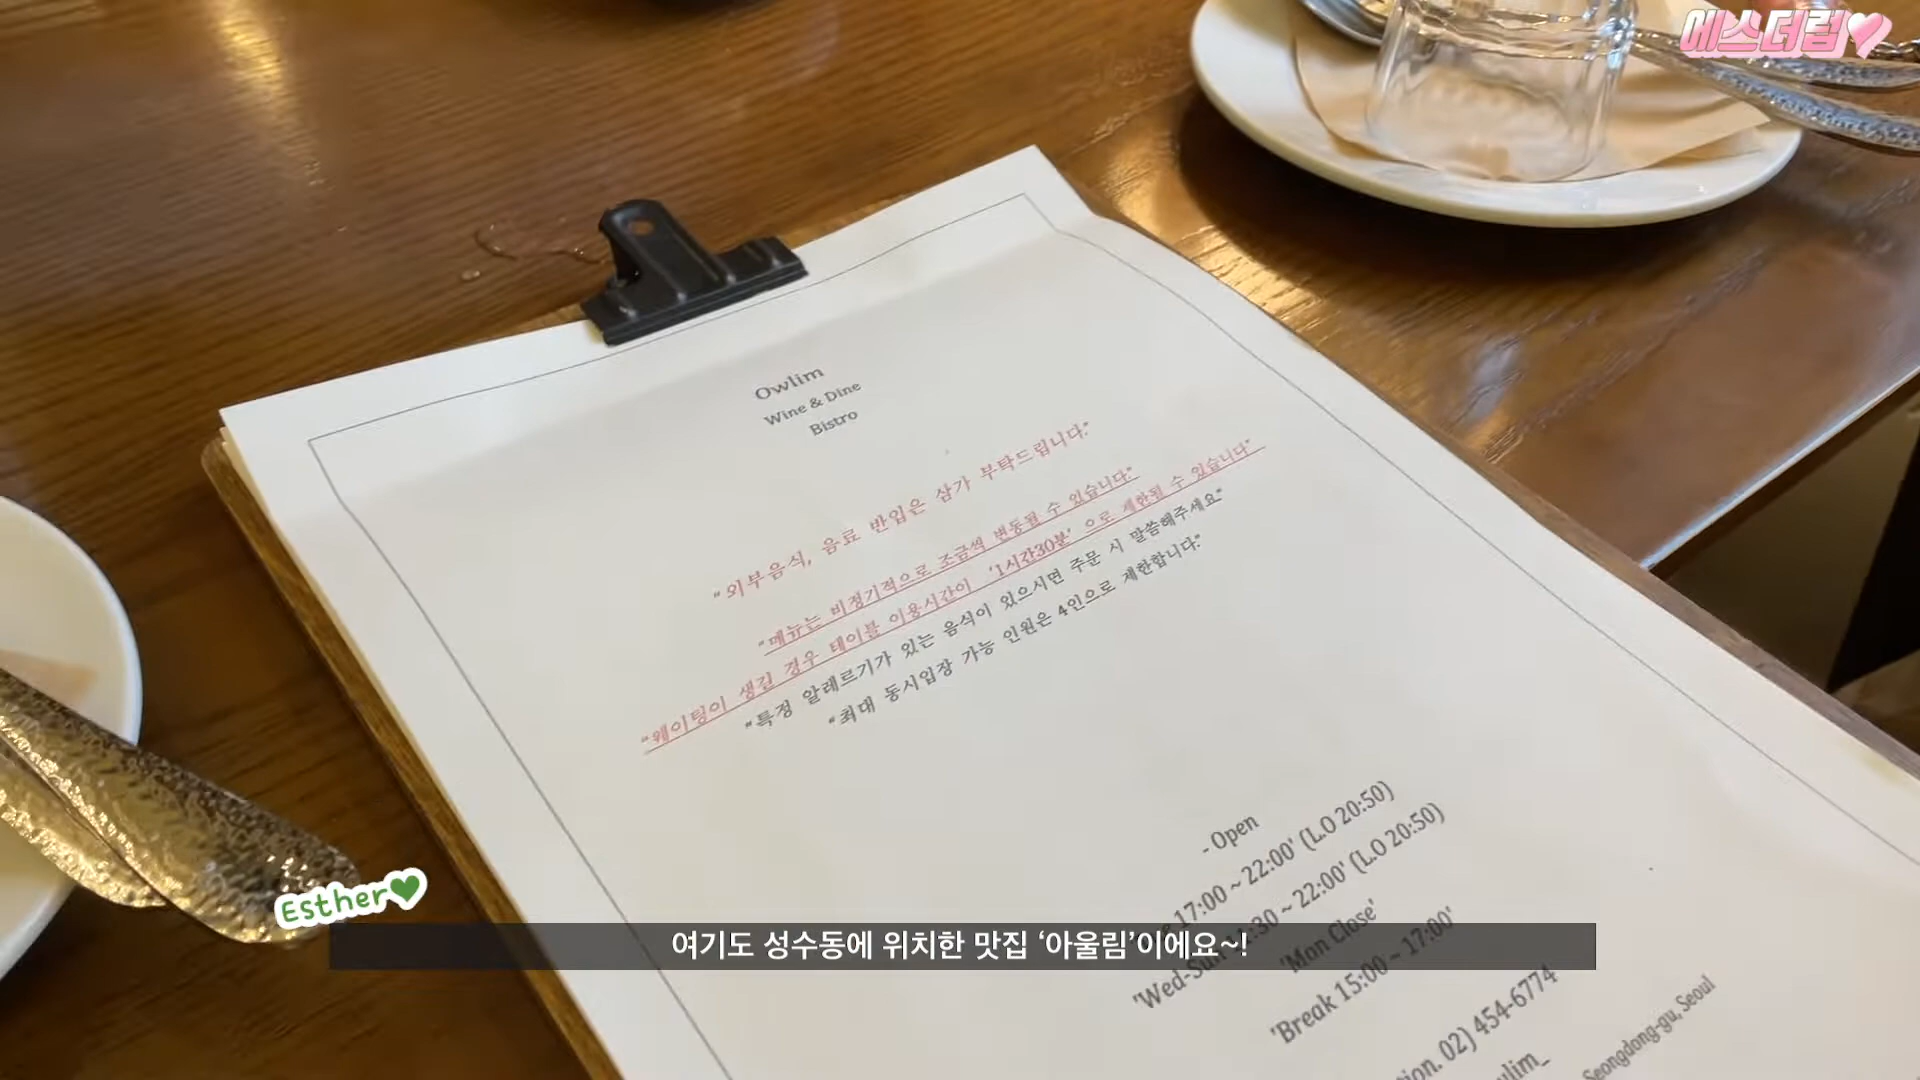 에스더럽
Owlim
Wine & Dine
Bistro
"외부음식, 음료 반입은 삼가 부탁드립니다."
"메뉴는 비정기적으로 조금씩 변동될 수 있습니다."
"웨이팅이 생길 경우 테이블 이용시간이 '1시간30분' 으로 제한될 수 있습니다"
"특정 알레르기가 있는 음식이 있으시면 주문 시 말씀해주세요"
"최대 동시입장 가능 인원은 4인으로 제한합니다."
- Open
17:00 ~ 22:00' (L.O 20:50)
'Wed-Sun 11:30 ~ 22:00' (L.O 20:50)
'Mon Close'
'Break 15:00 ~ 17:00'
02) 454-6774
Seongdong-gu, Seoul
Esther
여기도 성수동에 위치한 맛집 ‘아울림’이에요~!